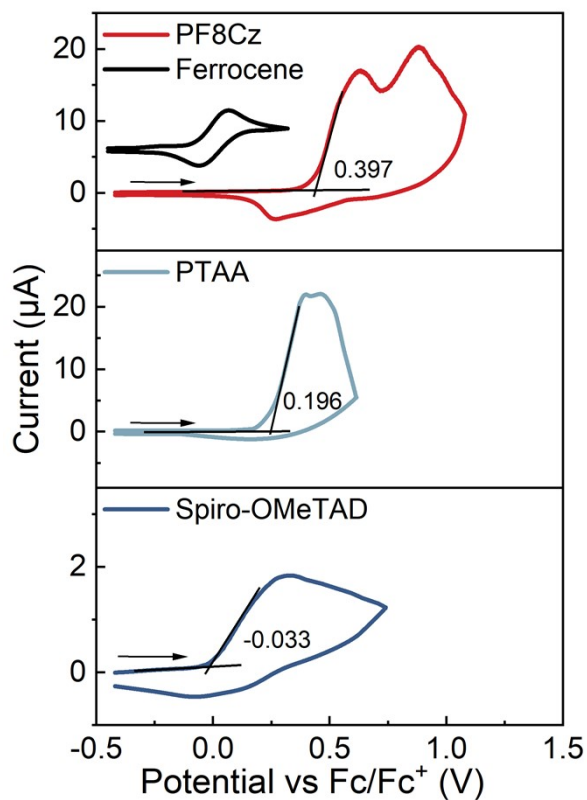 PF8Cz
Ferrocene
20
10
0
0.397
PTAA
20
10
0
0.196
Spiro-OMeTAD
2
0
-0.033
Current (µA)
-0.5 0.0 0.5 1.0 1.5
Potential vs Fc/Fc⁺ (V)